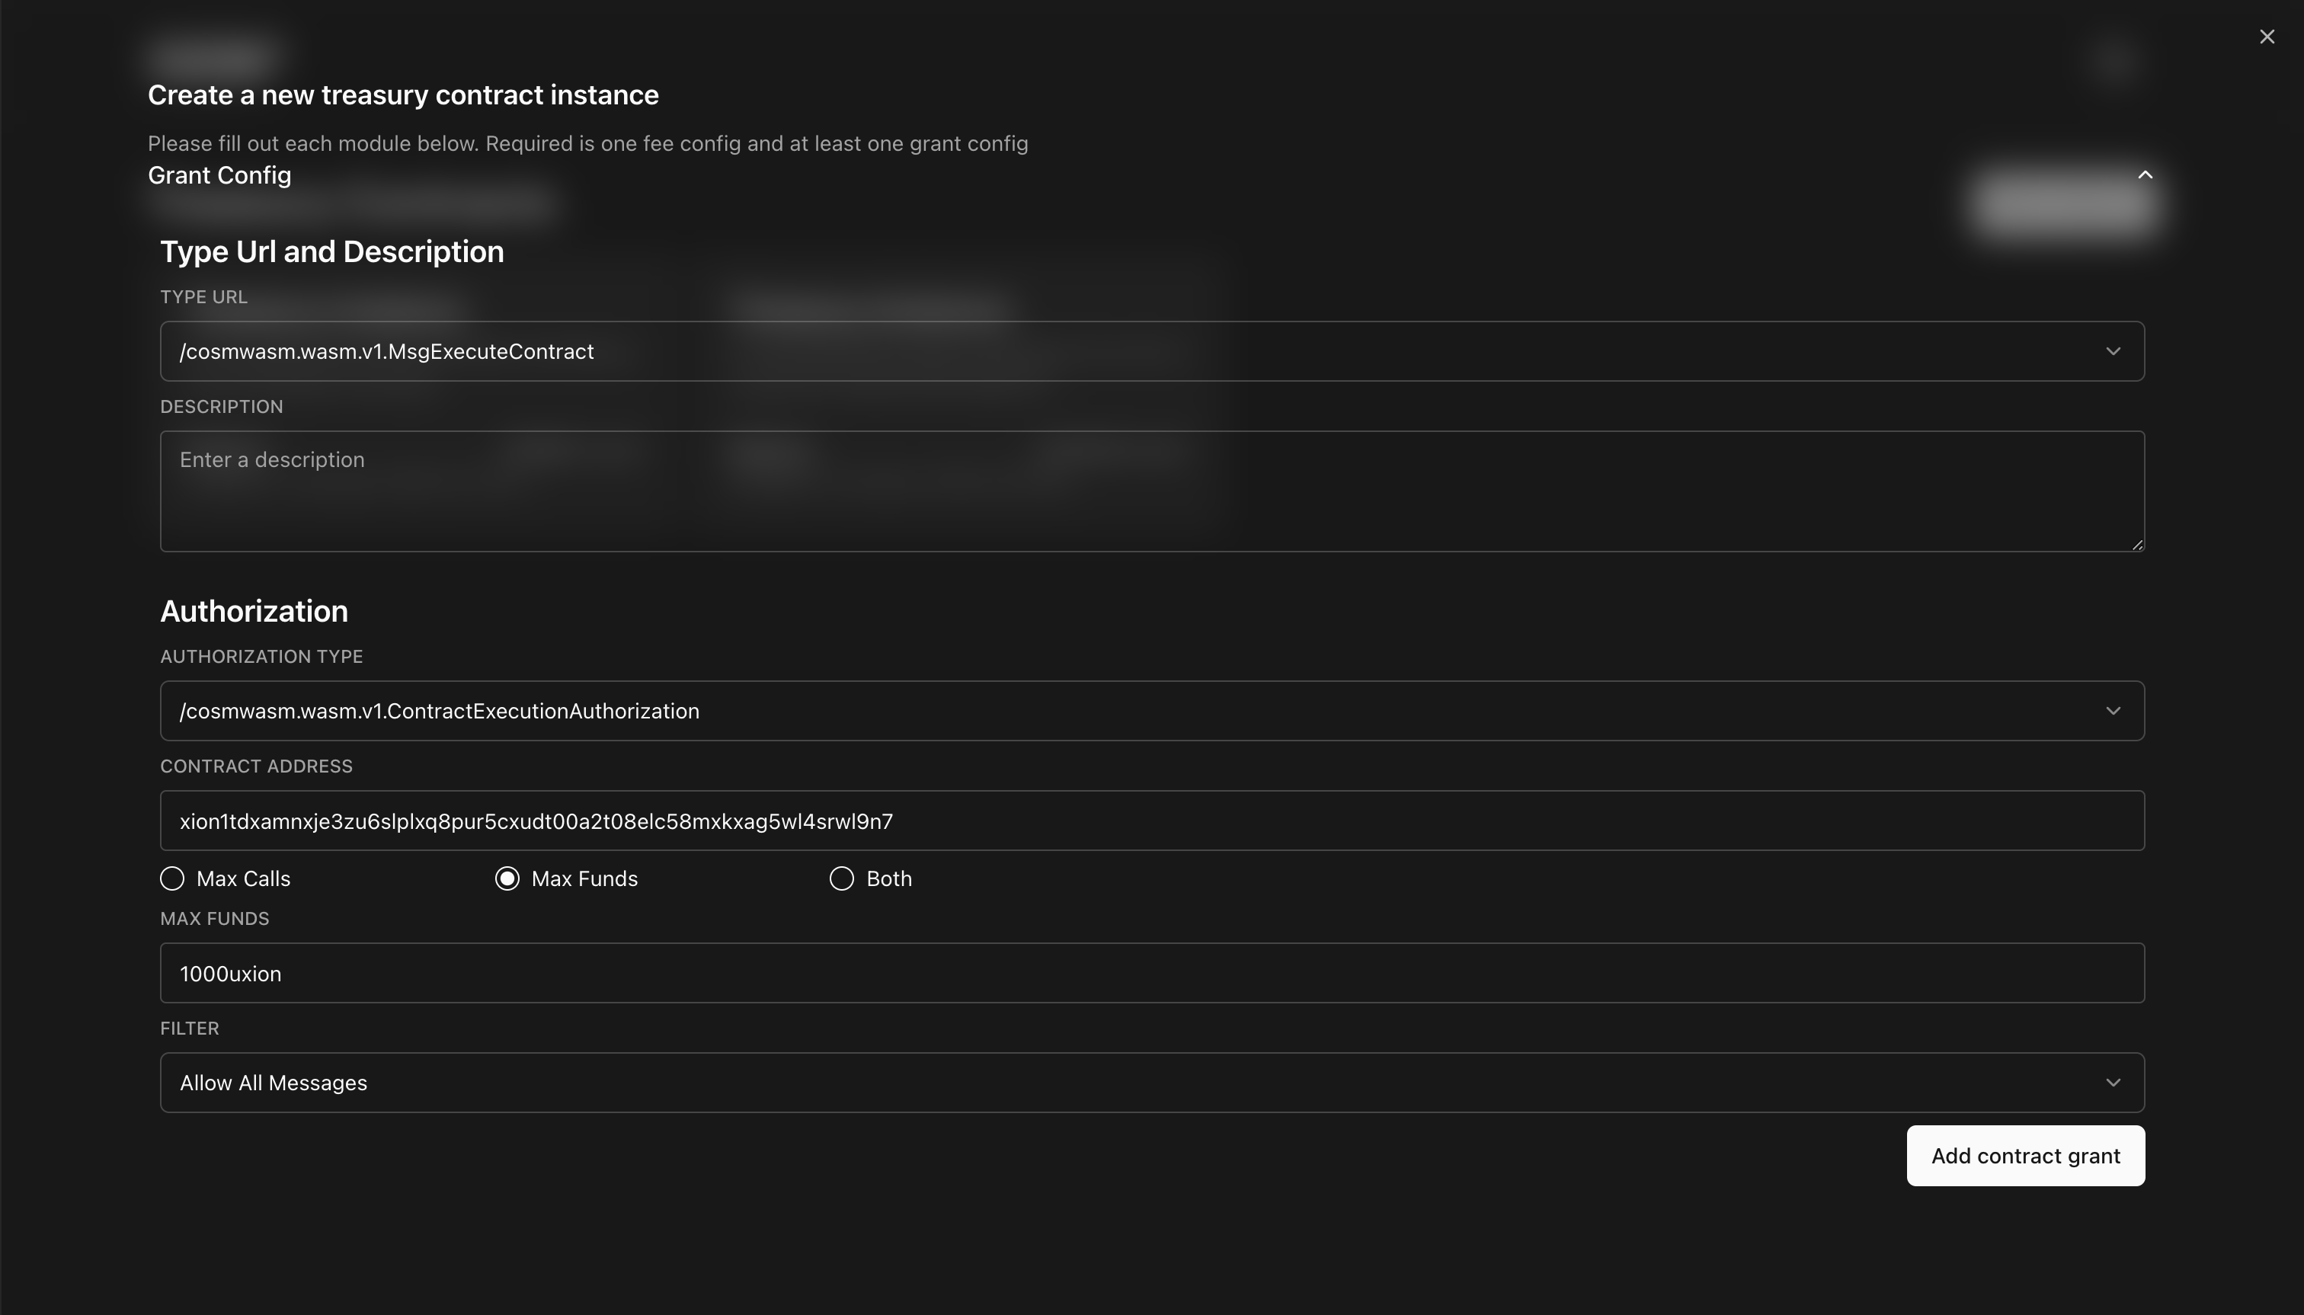 Create a new treasury contract instance
Please fill out each module below. Required is one fee config and at least one grant config
Grant Config
Type Url and Description
TYPE URL
/cosmwasm.wasm.v1.MsgExecuteContract
DESCRIPTION
Enter a description
Authorization
AUTHORIZATION TYPE
/cosmwasm.wasm.v1.ContractExecutionAuthorization
CONTRACT ADDRESS
xion1tdxamnxje3zu6slplxq8pur5cxudt00a2t08elc58mxkxag5wl4srwl9n7
Max Calls
Max Funds
Both
MAX FUNDS
1000uxion
FILTER
Allow All Messages
Add contract grant